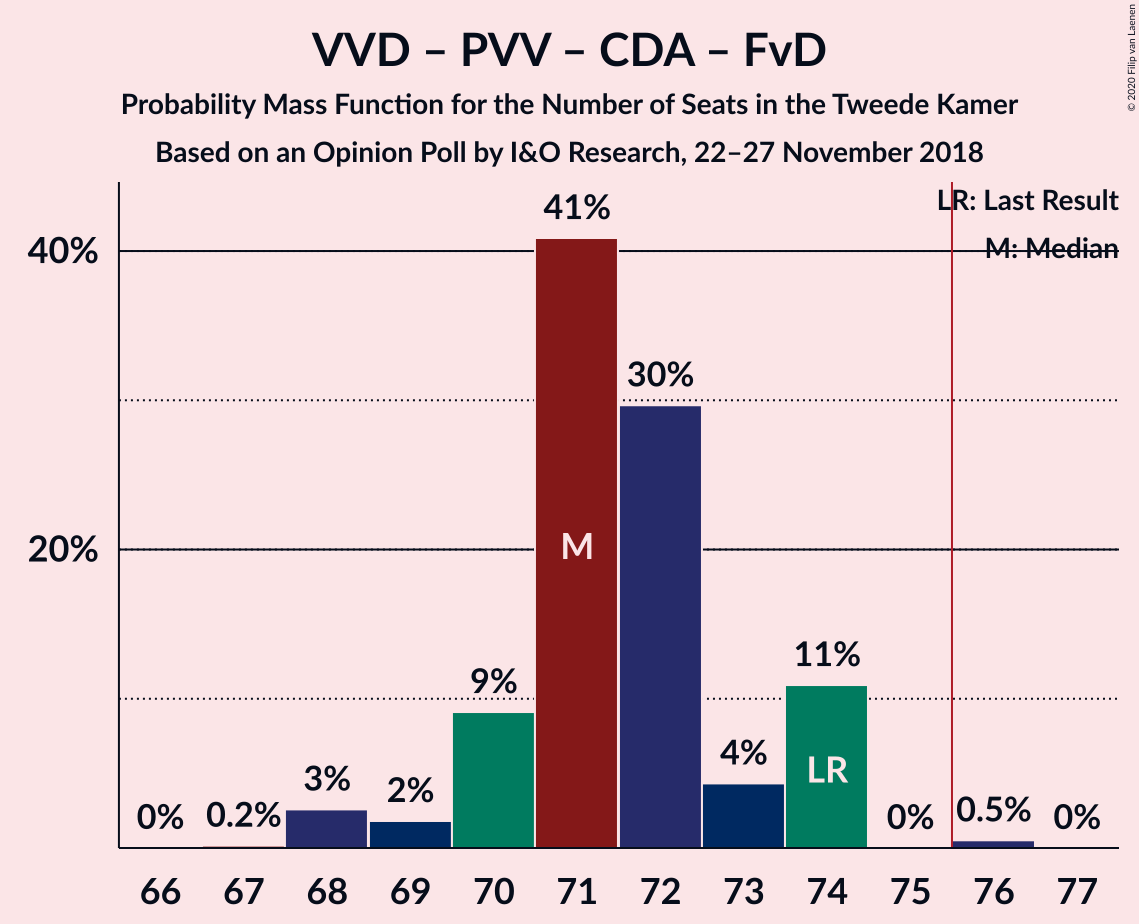 VVD – PVV – CDA – FvD
Probability Mass Function for the Number of Seats in the Tweede Kamer
Based on an Opinion Poll by I&O Research, 22–27 November 2018
© 2020 Filip van Laenen
LR: Last Result
M: Median
40%
20%
0%
0.2%
3%
2%
9%
41%
30%
4%
11%
0%
0.5%
0%
M
LR
66 67 68 69 70 71 72 73 74 75 76 77